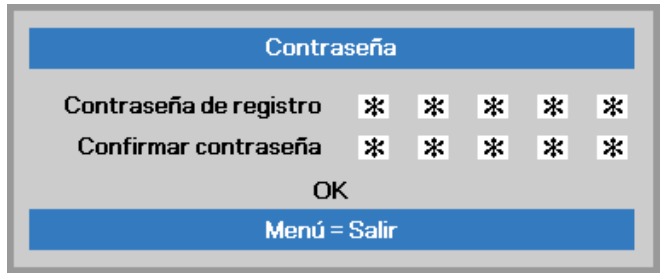 Contraseña
Contraseña de registro * * * * *
Confirmar contraseña * * * * *
OK
Menú = Salir